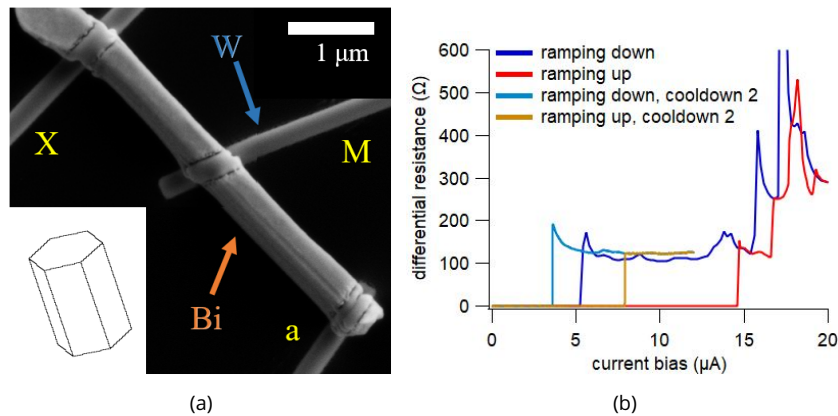 W
1 μm
X
M
Bi
a
(a)
600
500
400
300
200
100
0
differential resistance (Ω)
ramping down
ramping up
ramping down, cooldown 2
ramping up, cooldown 2
0 5 10 15 20
current bias (μA)
(b)